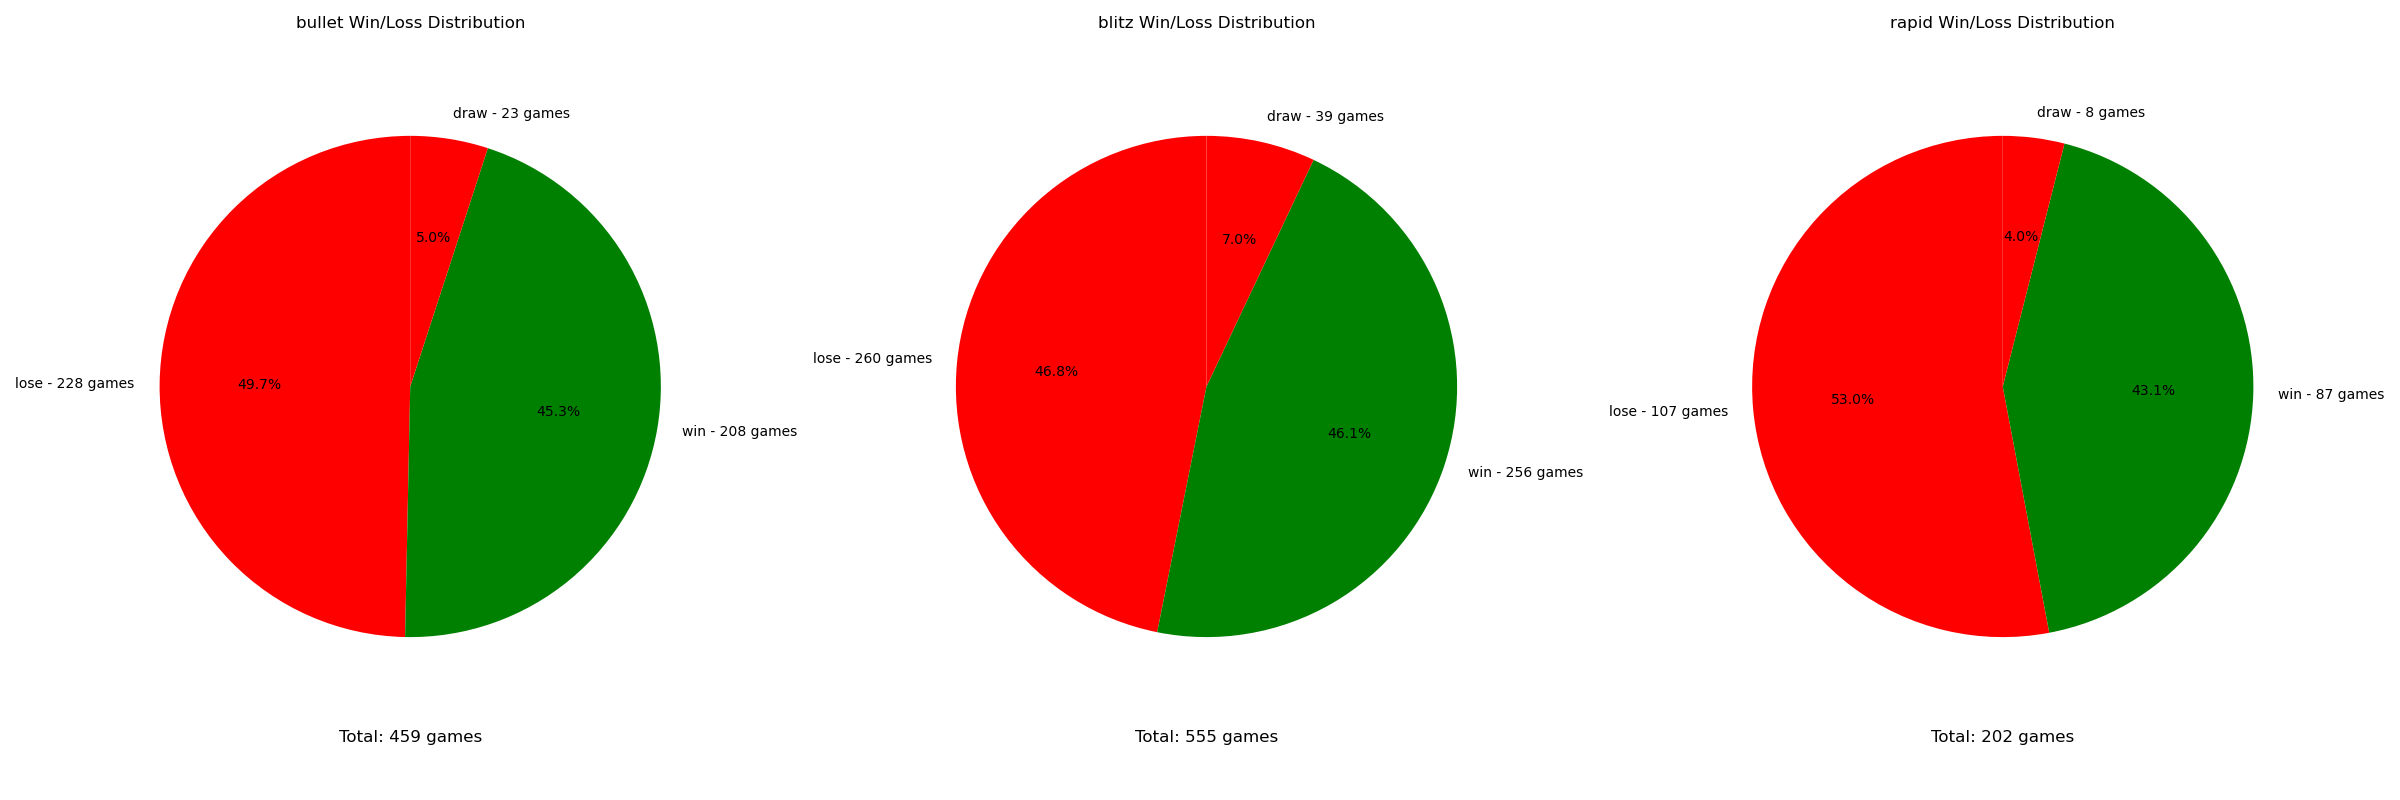 bullet Win/Loss Distribution
draw - 23 games
5.0%
lose - 228 games
49.7%
45.3%
win - 208 games
Total: 459 games
blitz Win/Loss Distribution
draw - 39 games
7.0%
lose - 260 games
46.8%
46.1%
win - 256 games
Total: 555 games
rapid Win/Loss Distribution
draw - 8 games
4.0%
lose - 107 games
53.0%
43.1%
win - 87 games
Total: 202 games